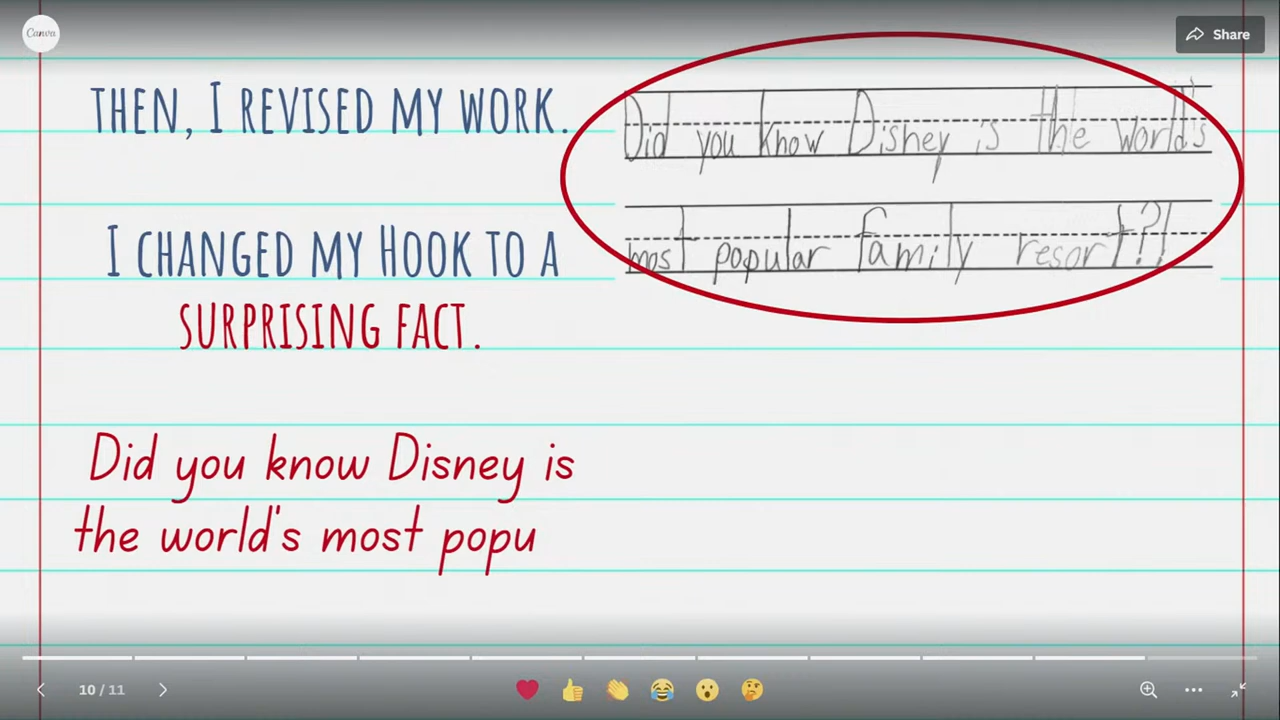 Canva
Share
THEN, I REVISED MY WORK.
Did you know Disney is the world's
most popular family resort?!
I CHANGED MY HOOK TO A
SURPRISING FACT.
Did you know Disney is
the world's most popu
10 / 11